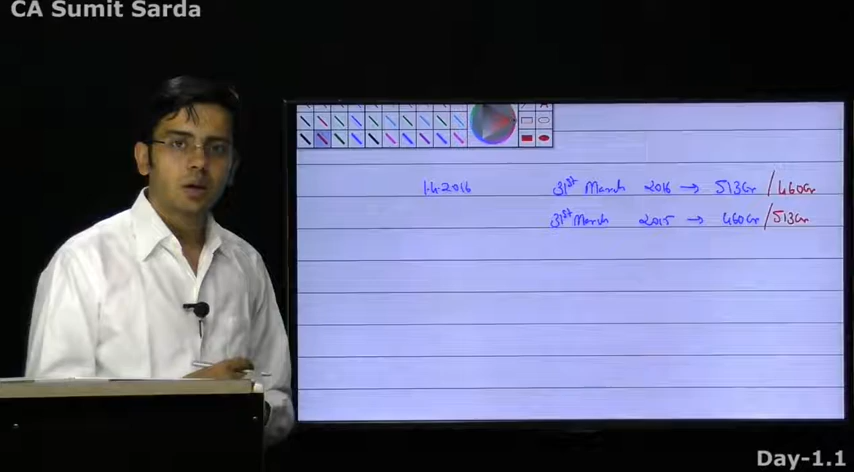 CA Sumit Sarda
1.4.2016 31st March 2016 → 513Cr / 460Cr
31st March 2015 → 460Cr / 513Cr
Day-1.1